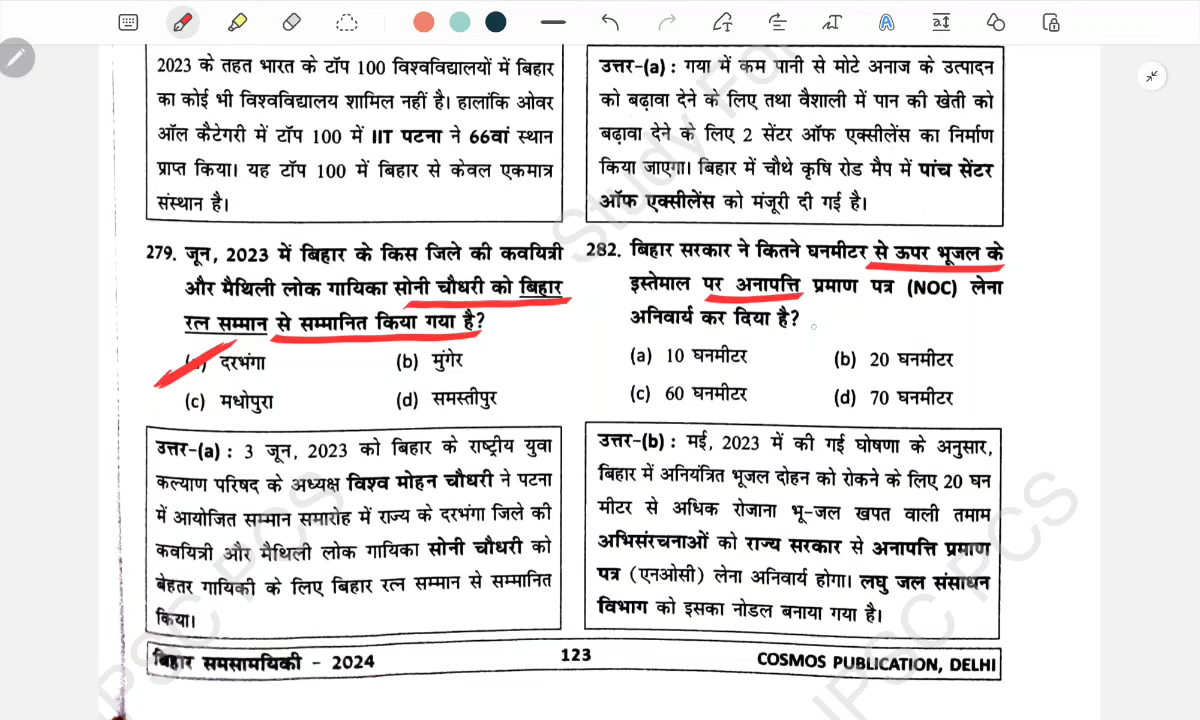 2023 के तहत भारत के टॉप 100 विश्वविद्यालयों में बिहार
का कोई भी विश्वविद्यालय शामिल नहीं है। हालांकि ओवर
ऑल कैटेगरी में टॉप 100 में IIT पटना ने 66वां स्थान
प्राप्त किया। यह टॉप 100 में बिहार से केवल एकमात्र
संस्थान है।
279. जून, 2023 में बिहार के किस जिले की कवयित्री
और मैथिली लोक गायिका सोनी चौधरी को बिहार
रत्न सम्मान से सम्मानित किया गया है?
दरभंगा (b) मुंगेर
(c) मधोपुरा (d) समस्तीपुर
उत्तर-(a) : 3 जून, 2023 को बिहार के राष्ट्रीय युवा
कल्याण परिषद के अध्यक्ष विश्व मोहन चौधरी ने पटना
में आयोजित सम्मान समारोह में राज्य के दरभंगा जिले की
कवयित्री और मैथिली लोक गायिका सोनी चौधरी को
बेहतर गायिकी के लिए बिहार रत्न सम्मान से सम्मानित
किया।
उत्तर-(a) : गया में कम पानी से मोटे अनाज के उत्पादन
को बढ़ावा देने के लिए तथा वैशाली में पान की खेती को
बढ़ावा देने के लिए 2 सेंटर ऑफ एक्सीलेंस का निर्माण
किया जाएगा। बिहार में चौथे कृषि रोड मैप में पांच सेंटर
ऑफ एक्सीलेंस को मंजूरी दी गई है।
282. बिहार सरकार ने कितने घनमीटर से ऊपर भूजल के
इस्तेमाल पर अनापत्ति प्रमाण पत्र (NOC) लेना
अनिवार्य कर दिया है?
(a) 10 घनमीटर (b) 20 घनमीटर
(c) 60 घनमीटर (d) 70 घनमीटर
उत्तर-(b) : मई, 2023 में की गई घोषणा के अनुसार,
बिहार में अनियंत्रित भूजल दोहन को रोकने के लिए 20 घन
मीटर से अधिक रोजाना भू-जल खपत वाली तमाम
अभिसंरचनाओं को राज्य सरकार से अनापत्ति प्रमाण
पत्र (एनओसी) लेना अनिवार्य होगा। लघु जल संसाधन
विभाग को इसका नोडल बनाया गया है।
बिहार समसामयिकी - 2024 123 COSMOS PUBLICATION, DELHI
Study For
UPSC PCS